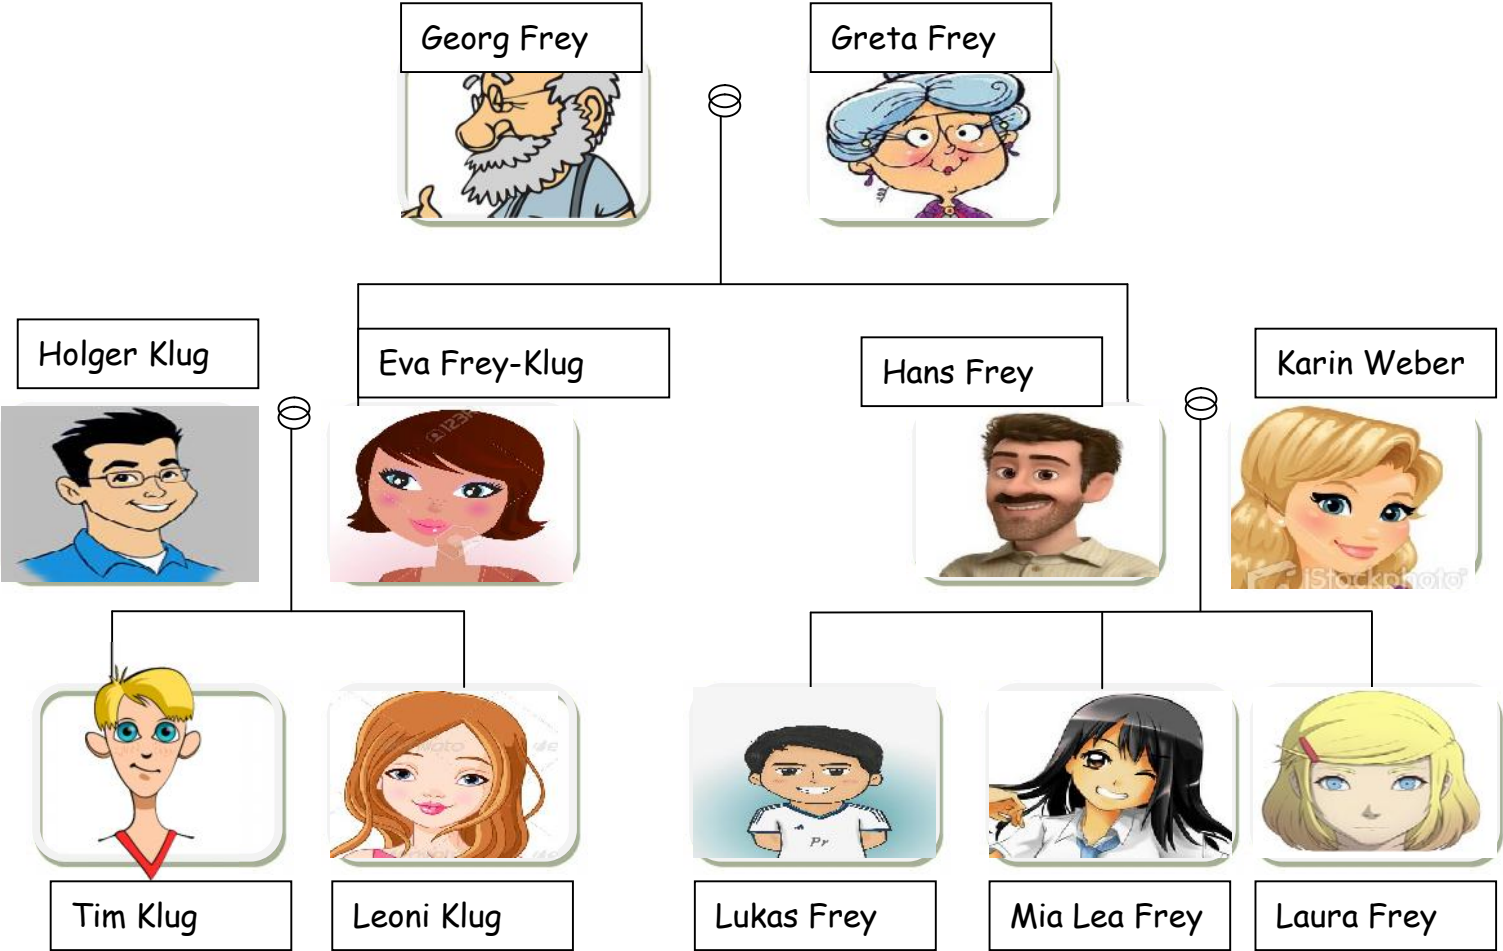 Georg Frey
Greta Frey
Holger Klug
Eva Frey-Klug
Hans Frey
Karin Weber
iStockphoto
Tim Klug
Leoni Klug
Lukas Frey
Mia Lea Frey
Laura Frey